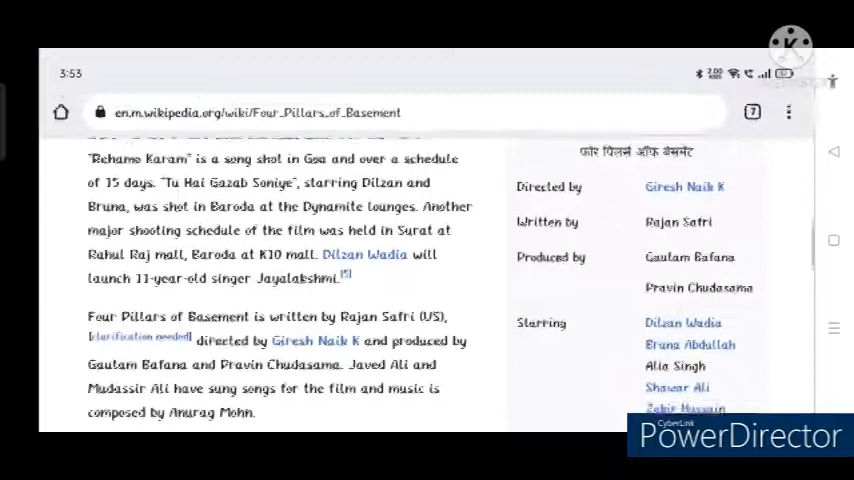 3:53
2.00
en.m.wikipedia.org/wiki/Four_Pillars_of_Basement
7
"Rehame Karam" is a song shot in Goa and over a schedule
of 15 days. "Tu Hai Gazab Soniye", starring Dilzan and
Bruna, was shot in Baroda at the Dynamite lounges. Another
major shooting schedule of the film was held in Surat at
Rahul Raj mall, Baroda at K10 mall. Dilzan Wadia will
launch 11-year-old singer Jayalakshmi.[5]
Four Pillars of Basement is written by Rajan Safri (US),
[clarification needed] directed by Giresh Naik K and produced by
Gautam Bafana and Pravin Chudasama. Javed Ali and
Mudassir Ali have sung songs for the film and music is
composed by Anurag Mohn.
फोर पिलर्स ऑफ बेसमेंट
Directed by Giresh Naik K
Written by Rajan Safri
Produced by Gautam Bafana
Pravin Chudasama
Starring Dilzan Wadia
Bruna Abdullah
Alia Singh
Shawar Ali
Zakir Hussain
K
CyberLink
PowerDirector